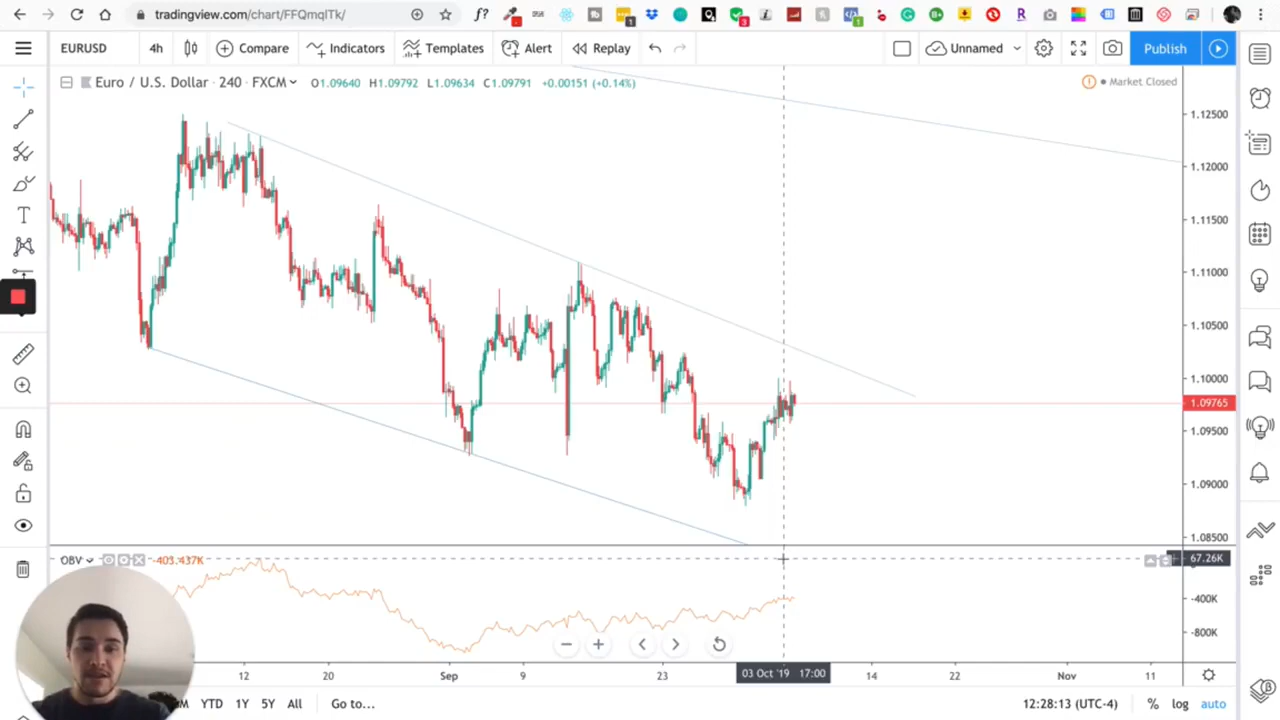 tradingview.com/chart/FFQmqlTk/
EURUSD 4h Compare Indicators Templates Alert Replay Unnamed Publish
Euro / U.S. Dollar · 240 · FXCM O1.09640 H1.09792 L1.09634 C1.09791 +0.00151 (+0.14%) Market Closed
1.12500
1.12000
1.11500
1.11000
1.10500
1.10000
1.09765
1.09500
1.09000
1.08500
OBV -403.437K 67.26K
-400K
-800K
12 20 Sep 9 23 03 Oct '19 17:00 14 22 Nov 11
YTD 1Y 5Y All Go to... 12:28:13 (UTC-4) % log auto